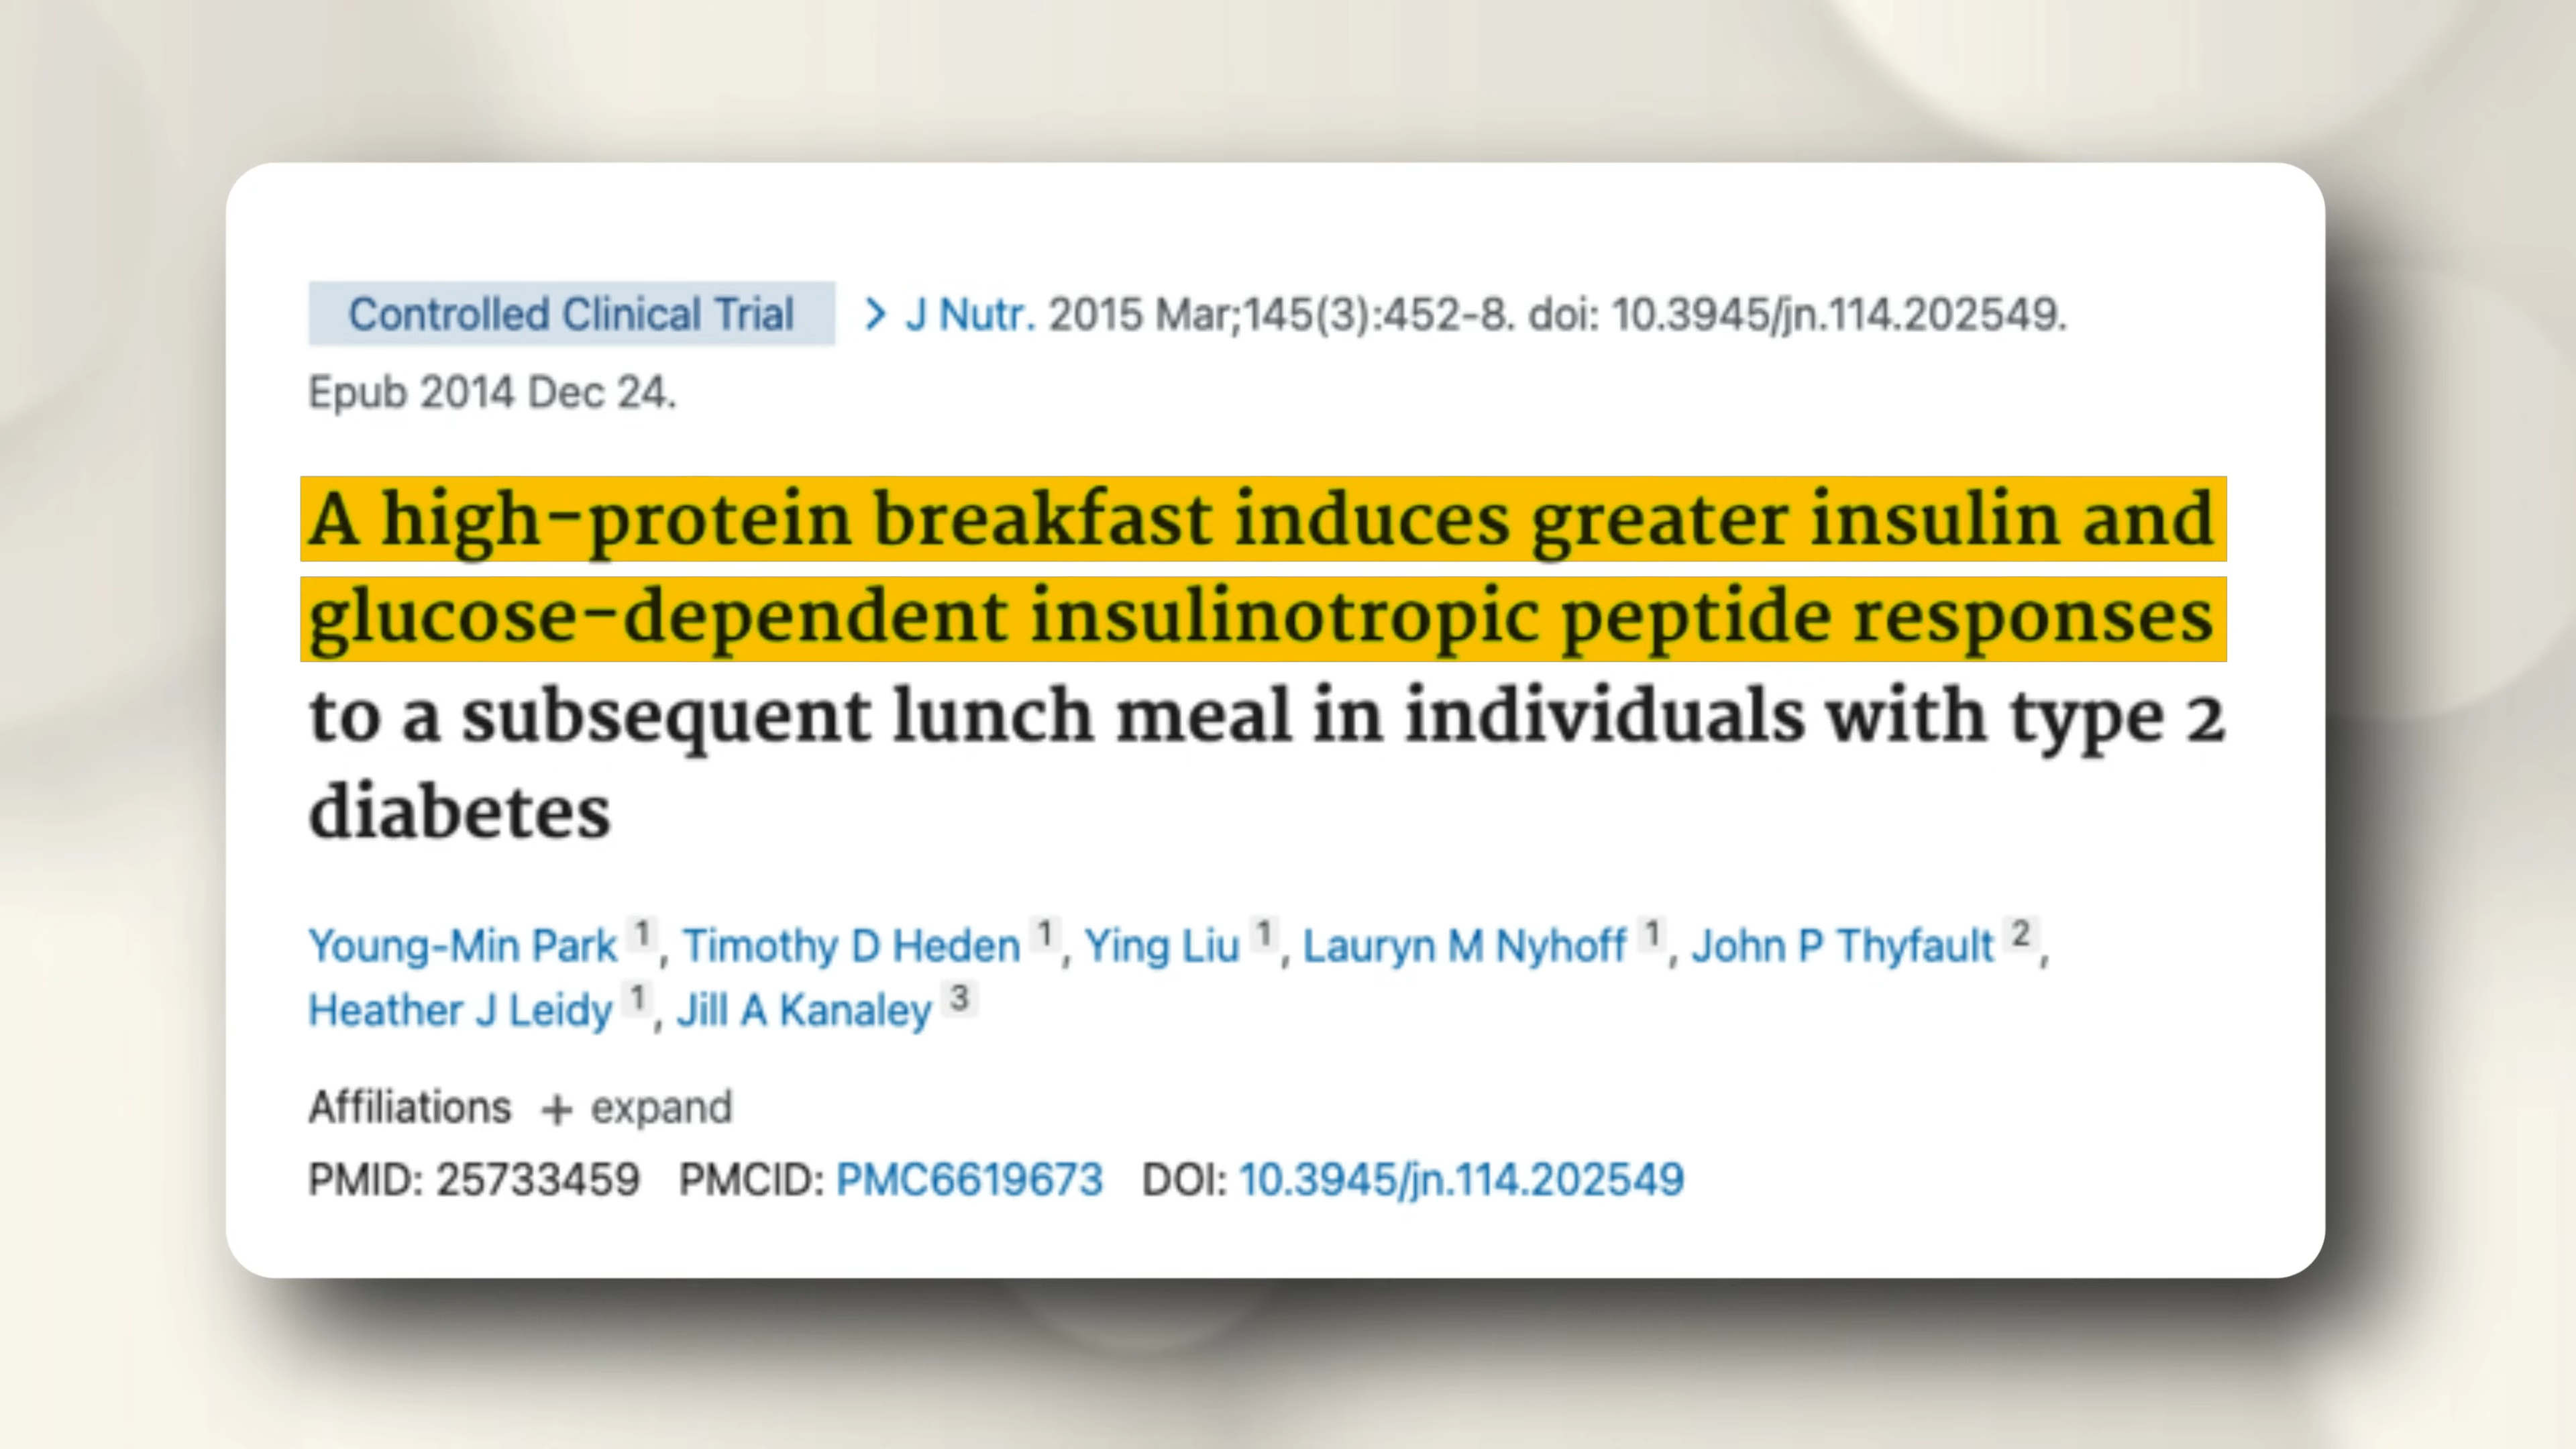 Controlled Clinical Trial > J Nutr. 2015 Mar;145(3):452-8. doi: 10.3945/jn.114.202549.
Epub 2014 Dec 24.
A high-protein breakfast induces greater insulin and
glucose-dependent insulinotropic peptide responses
to a subsequent lunch meal in individuals with type 2
diabetes
Young-Min Park 1, Timothy D Heden 1, Ying Liu 1, Lauryn M Nyhoff 1, John P Thyfault 2,
Heather J Leidy 1, Jill A Kanaley 3
Affiliations + expand
PMID: 25733459 PMCID: PMC6619673 DOI: 10.3945/jn.114.202549